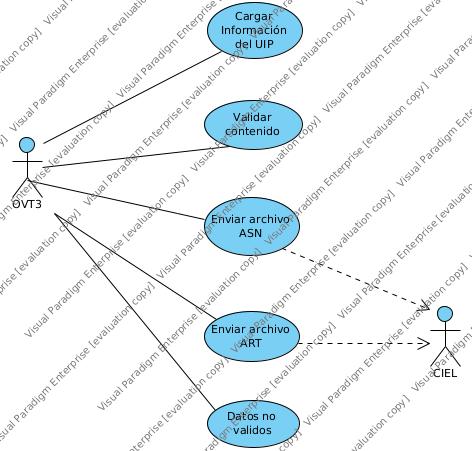 Cargar
Información
del UIP
Validar
contenido
OVT3
Enviar archivo
ASN
Enviar archivo
ART
CIEL
Datos no
validos
Visual Paradigm Enterprise [evaluation copy]